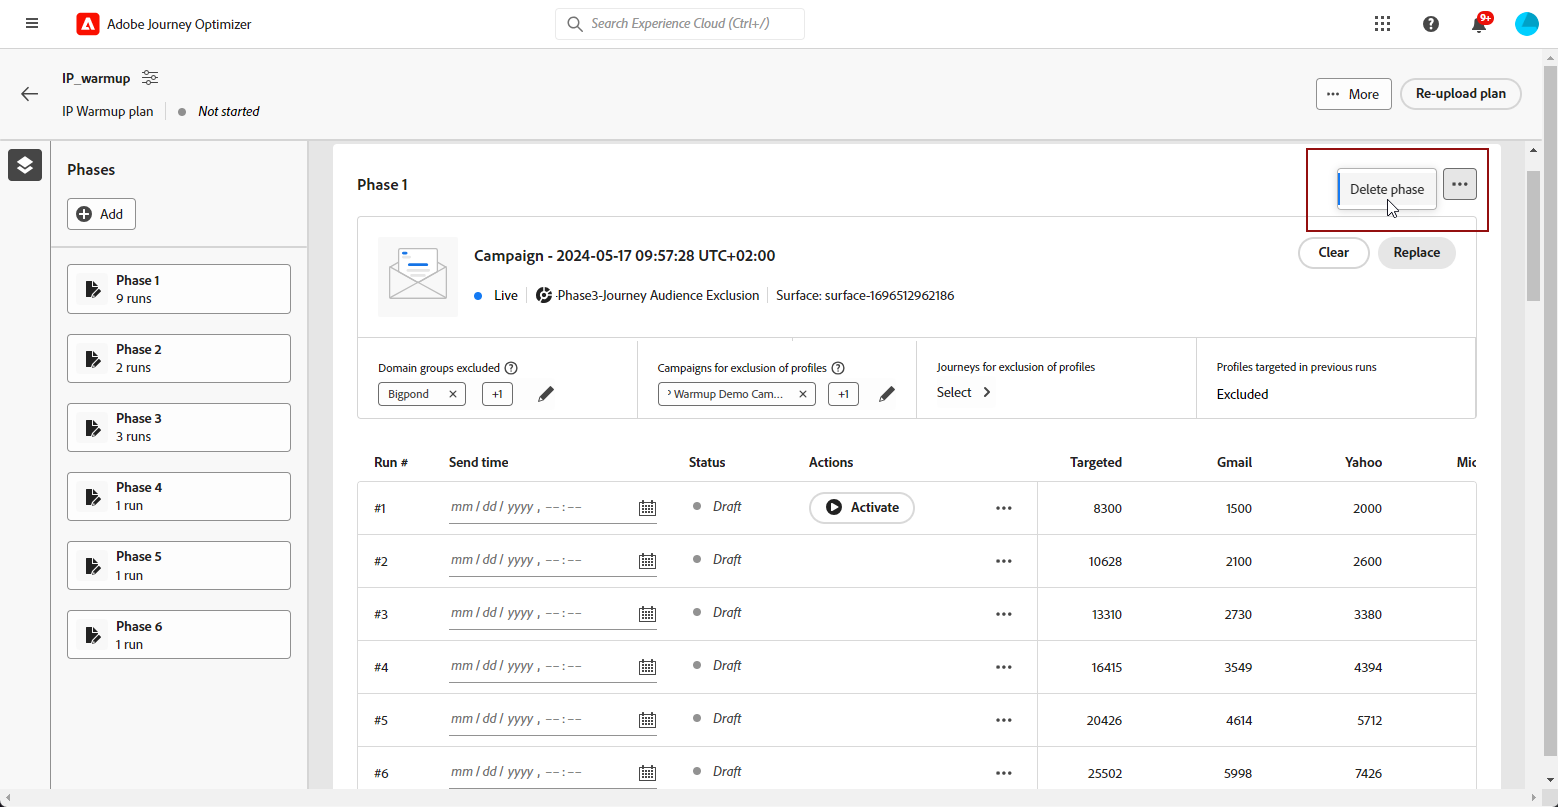 Adobe Journey Optimizer
Search Experience Cloud (Ctrl+/)
9+
IP_warmup
IP Warmup plan
Not started
More
Re-upload plan
Phases
Add
Phase 1
9 runs
Phase 2
2 runs
Phase 3
3 runs
Phase 4
1 run
Phase 5
1 run
Phase 6
1 run
Phase 1
Delete phase
Campaign - 2024-05-17 09:57:28 UTC+02:00
Clear
Replace
Live
Phase3-Journey Audience Exclusion
Surface: surface-1696512962186
Domain groups excluded
Bigpond
+1
Campaigns for exclusion of profiles
Warmup Demo Cam...
+1
Journeys for exclusion of profiles
Select
Profiles targeted in previous runs
Excluded
Run # Send time Status Actions Targeted Gmail Yahoo Mic
#1 mm / dd / yyyy , -- : -- Draft Activate 8300 1500 2000
#2 mm / dd / yyyy , -- : -- Draft 10628 2100 2600
#3 mm / dd / yyyy , -- : -- Draft 13310 2730 3380
#4 mm / dd / yyyy , -- : -- Draft 16415 3549 4394
#5 mm / dd / yyyy , -- : -- Draft 20426 4614 5712
#6 mm / dd / yyyy , -- : -- Draft 25502 5998 7426